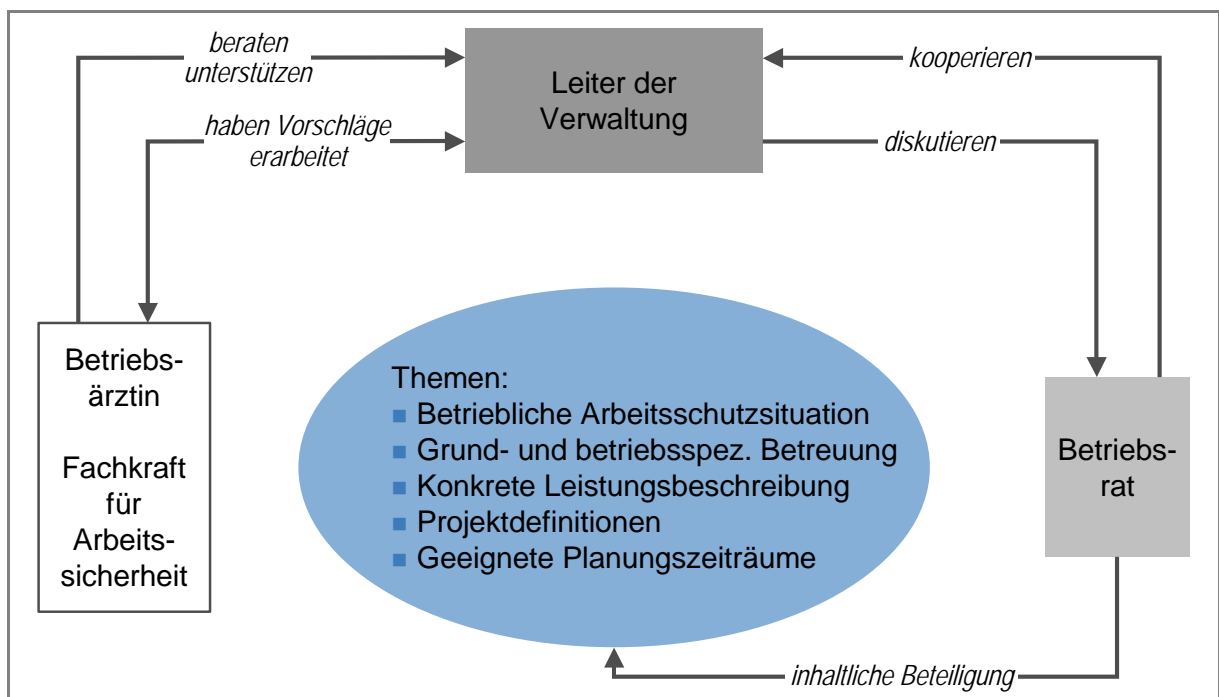 beraten
unterstützen
haben Vorschläge
erarbeitet
Leiter der
Verwaltung
kooperieren
diskutieren
Betriebs-
ärztin
Fachkraft
für
Arbeits-
sicherheit
Themen:
Betriebliche Arbeitsschutzsituation
Grund- und betriebsspez. Betreuung
Konkrete Leistungsbeschreibung
Projektdefinitionen
Geeignete Planungszeiträume
Betriebs-
rat
inhaltliche Beteiligung